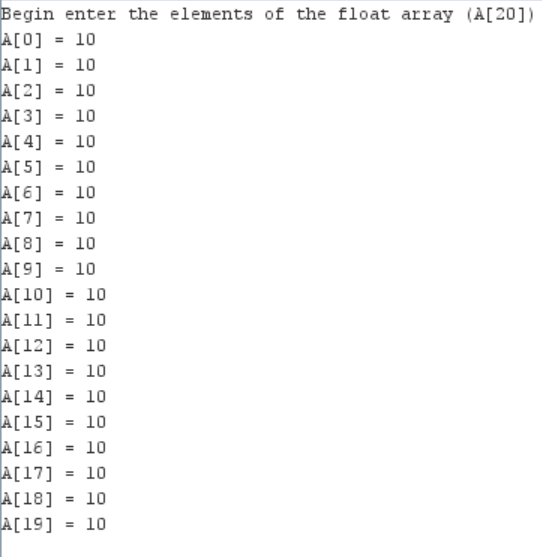 Begin enter the elements of the float array (A[20])
A[0] = 10
A[1] = 10
A[2] = 10
A[3] = 10
A[4] = 10
A[5] = 10
A[6] = 10
A[7] = 10
A[8] = 10
A[9] = 10
A[10] = 10
A[11] = 10
A[12] = 10
A[13] = 10
A[14] = 10
A[15] = 10
A[16] = 10
A[17] = 10
A[18] = 10
A[19] = 10